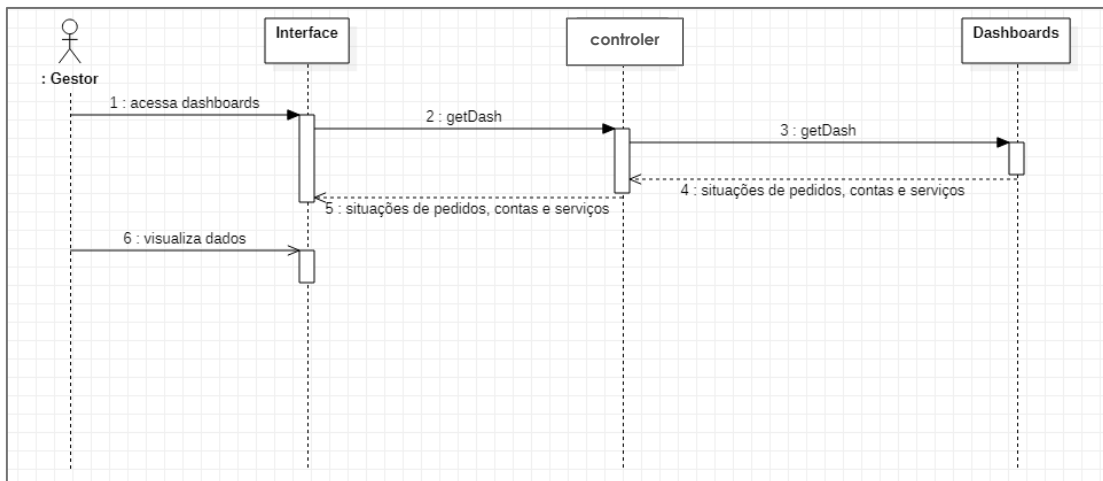 Interface
controler
Dashboards
: Gestor
1 : acessa dashboards
2 : getDash
3 : getDash
4 : situações de pedidos, contas e serviços
5 : situações de pedidos, contas e serviços
6 : visualiza dados